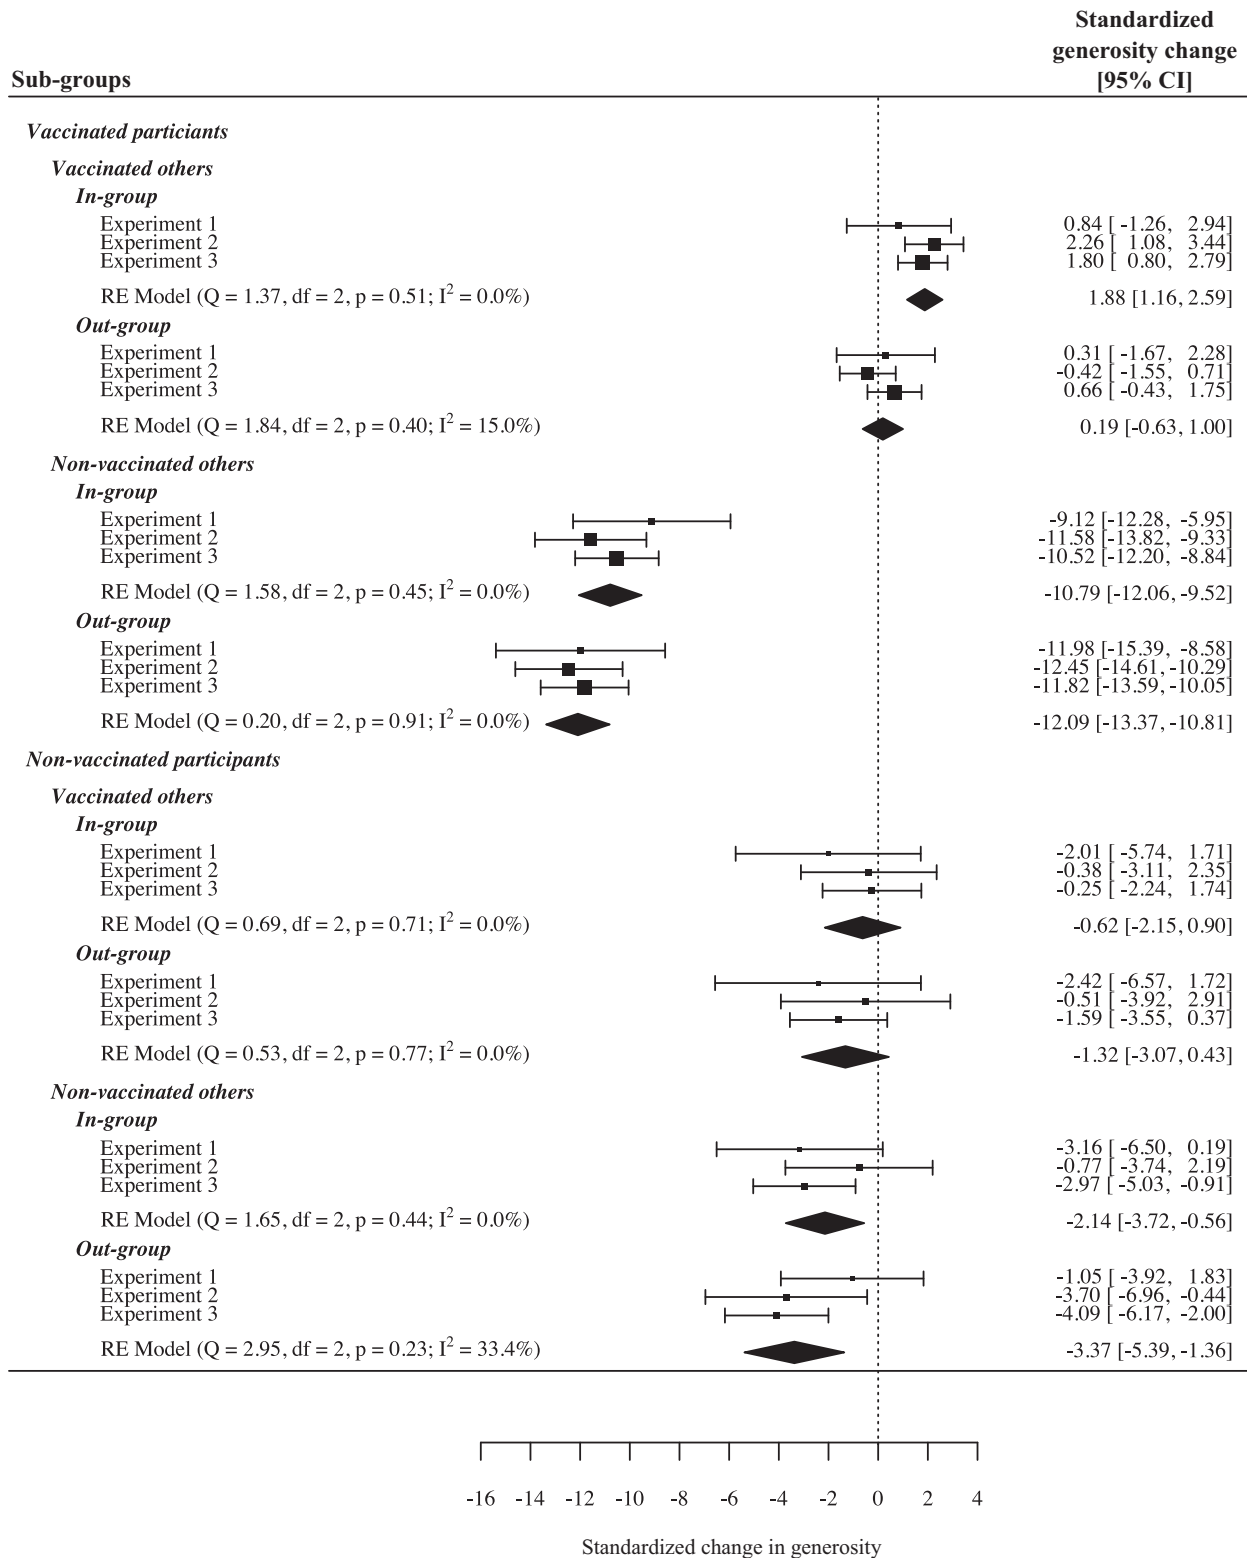 Standardized
generosity change
Sub-groups [95% CI]
Vaccinated particiants
Vaccinated others
In-group
Experiment 1 0.84 [ -1.26, 2.94]
Experiment 2 2.26 [ 1.08, 3.44]
Experiment 3 1.80 [ 0.80, 2.79]
RE Model (Q = 1.37, df = 2, p = 0.51; I² = 0.0%) 1.88 [1.16, 2.59]
Out-group
Experiment 1 0.31 [ -1.67, 2.28]
Experiment 2 -0.42 [ -1.55, 0.71]
Experiment 3 0.66 [ -0.43, 1.75]
RE Model (Q = 1.84, df = 2, p = 0.40; I² = 15.0%) 0.19 [-0.63, 1.00]
Non-vaccinated others
In-group
Experiment 1 -9.12 [-12.28, -5.95]
Experiment 2 -11.58 [-13.82, -9.33]
Experiment 3 -10.52 [-12.20, -8.84]
RE Model (Q = 1.58, df = 2, p = 0.45; I² = 0.0%) -10.79 [-12.06, -9.52]
Out-group
Experiment 1 -11.98 [-15.39, -8.58]
Experiment 2 -12.45 [-14.61, -10.29]
Experiment 3 -11.82 [-13.59, -10.05]
RE Model (Q = 0.20, df = 2, p = 0.91; I² = 0.0%) -12.09 [-13.37, -10.81]
Non-vaccinated participants
Vaccinated others
In-group
Experiment 1 -2.01 [ -5.74, 1.71]
Experiment 2 -0.38 [ -3.11, 2.35]
Experiment 3 -0.25 [ -2.24, 1.74]
RE Model (Q = 0.69, df = 2, p = 0.71; I² = 0.0%) -0.62 [-2.15, 0.90]
Out-group
Experiment 1 -2.42 [ -6.57, 1.72]
Experiment 2 -0.51 [ -3.92, 2.91]
Experiment 3 -1.59 [ -3.55, 0.37]
RE Model (Q = 0.53, df = 2, p = 0.77; I² = 0.0%) -1.32 [-3.07, 0.43]
Non-vaccinated others
In-group
Experiment 1 -3.16 [ -6.50, 0.19]
Experiment 2 -0.77 [ -3.74, 2.19]
Experiment 3 -2.97 [ -5.03, -0.91]
RE Model (Q = 1.65, df = 2, p = 0.44; I² = 0.0%) -2.14 [-3.72, -0.56]
Out-group
Experiment 1 -1.05 [ -3.92, 1.83]
Experiment 2 -3.70 [ -6.96, -0.44]
Experiment 3 -4.09 [ -6.17, -2.00]
RE Model (Q = 2.95, df = 2, p = 0.23; I² = 33.4%) -3.37 [-5.39, -1.36]
-16 -14 -12 -10 -8 -6 -4 -2 0 2 4
Standardized change in generosity